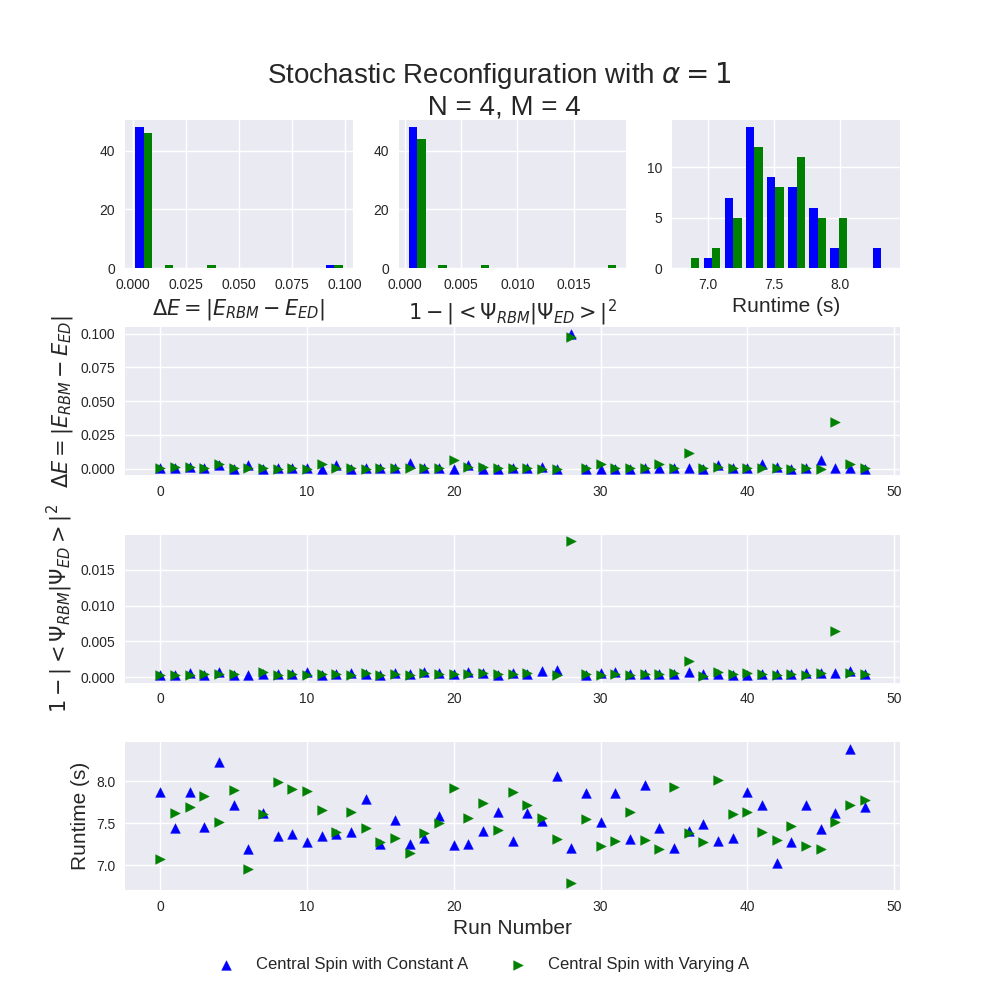 Stochastic Reconfiguration with α = 1
N = 4, M = 4
40
20
0
0.000 0.025 0.050 0.075 0.100
ΔE = |E_RBM − E_ED|
40
20
0
0.000 0.005 0.010 0.015
1 − | < Ψ_RBM|Ψ_ED > |²
10
5
0
7.0 7.5 8.0
Runtime (s)
ΔE = |E_RBM − E_ED|
0.100
0.075
0.050
0.025
0.000
0 10 20 30 40 50
1 − | < Ψ_RBM|Ψ_ED > |²
0.015
0.010
0.005
0.000
0 10 20 30 40 50
Runtime (s)
8.0
7.5
7.0
0 10 20 30 40 50
Run Number
Central Spin with Constant A
Central Spin with Varying A